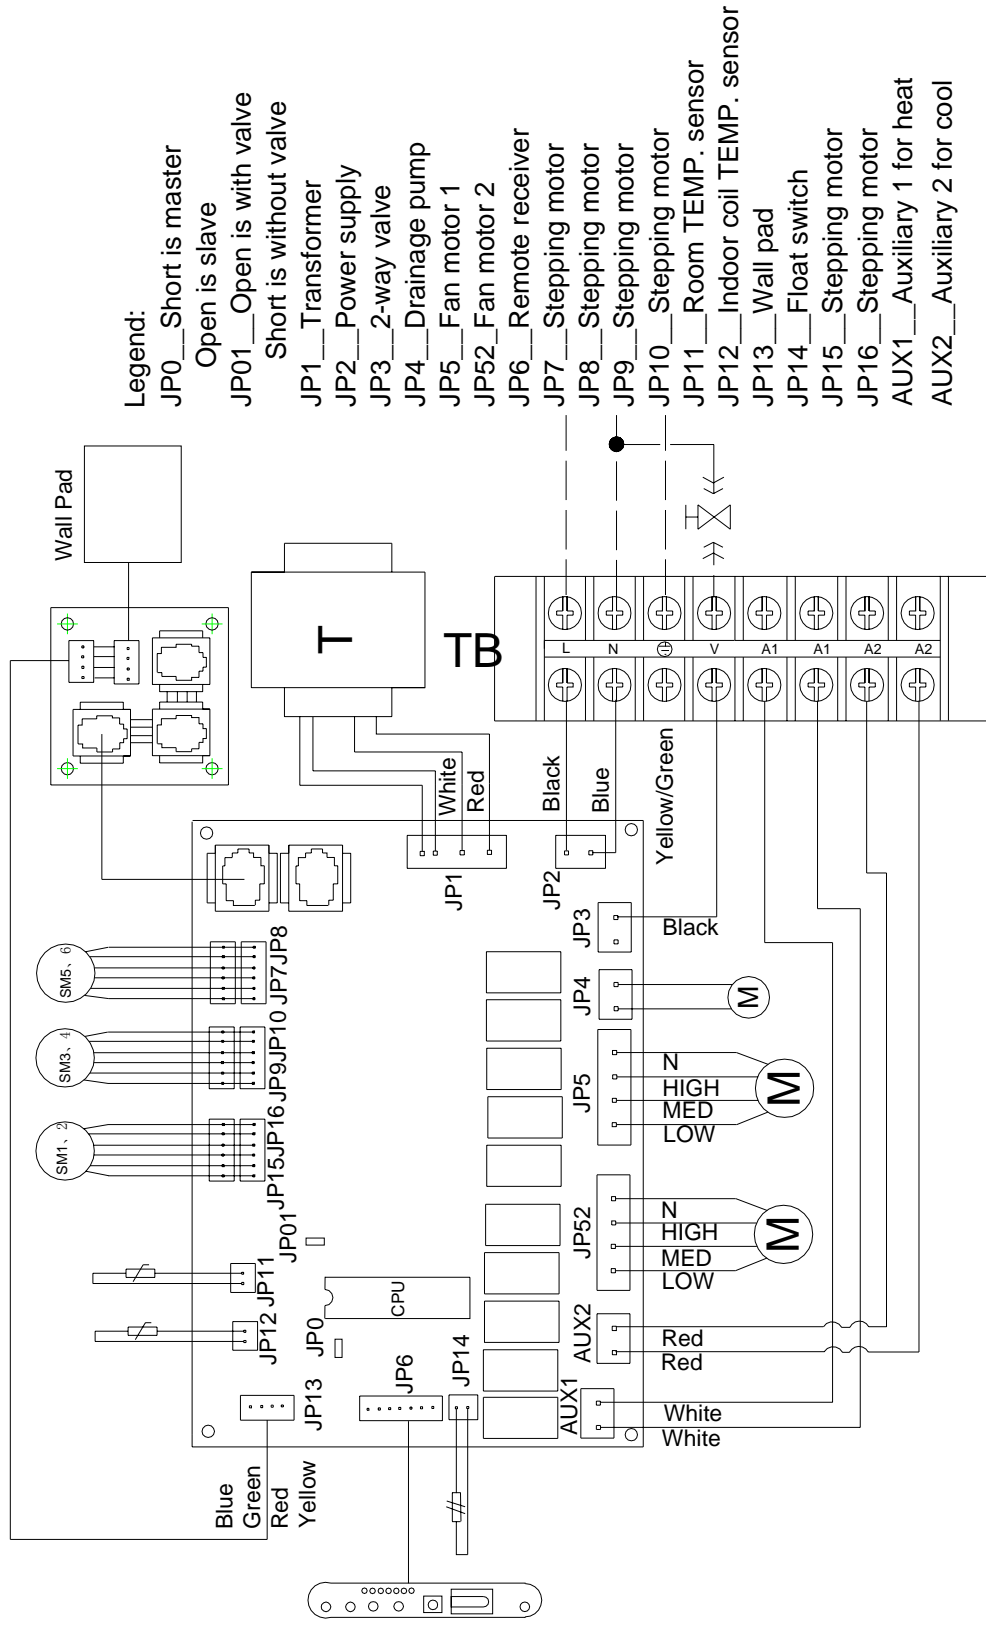 Legend:
JP0__Short is master
Open is slave
JP01__Open is with valve
Short is without valve
JP1__Transformer
JP2__Power supply
JP3__2-way valve
JP4__Drainage pump
JP5__Fan motor 1
JP52__Fan motor 2
JP6__Remote receiver
JP7__Stepping motor
JP8__Stepping motor
JP9__Stepping motor
JP10__Stepping motor
JP11__Room TEMP. sensor
JP12__Indoor coil TEMP. sensor
JP13__Wall pad
JP14__Float switch
JP15__Stepping motor
JP16__Stepping motor
AUX1__Auxiliary 1 for heat
AUX2__Auxiliary 2 for cool
Wall Pad
T
TB
L
N
V
A1
A1
A2
A2
White
Red
Black
Blue
Yellow/Green
JP1
JP2
JP3
Black
JP4
M
JP5
N
HIGH
MED
LOW
M
JP52
N
HIGH
MED
LOW
M
AUX2
Red
Red
AUX1
White
White
SM5、6
JP7JP8
SM3、4
JP9JP10
SM1、2
JP15JP16
JP01
JP11
JP12
JP0
CPU
JP13
JP6
JP14
Blue
Green
Red
Yellow